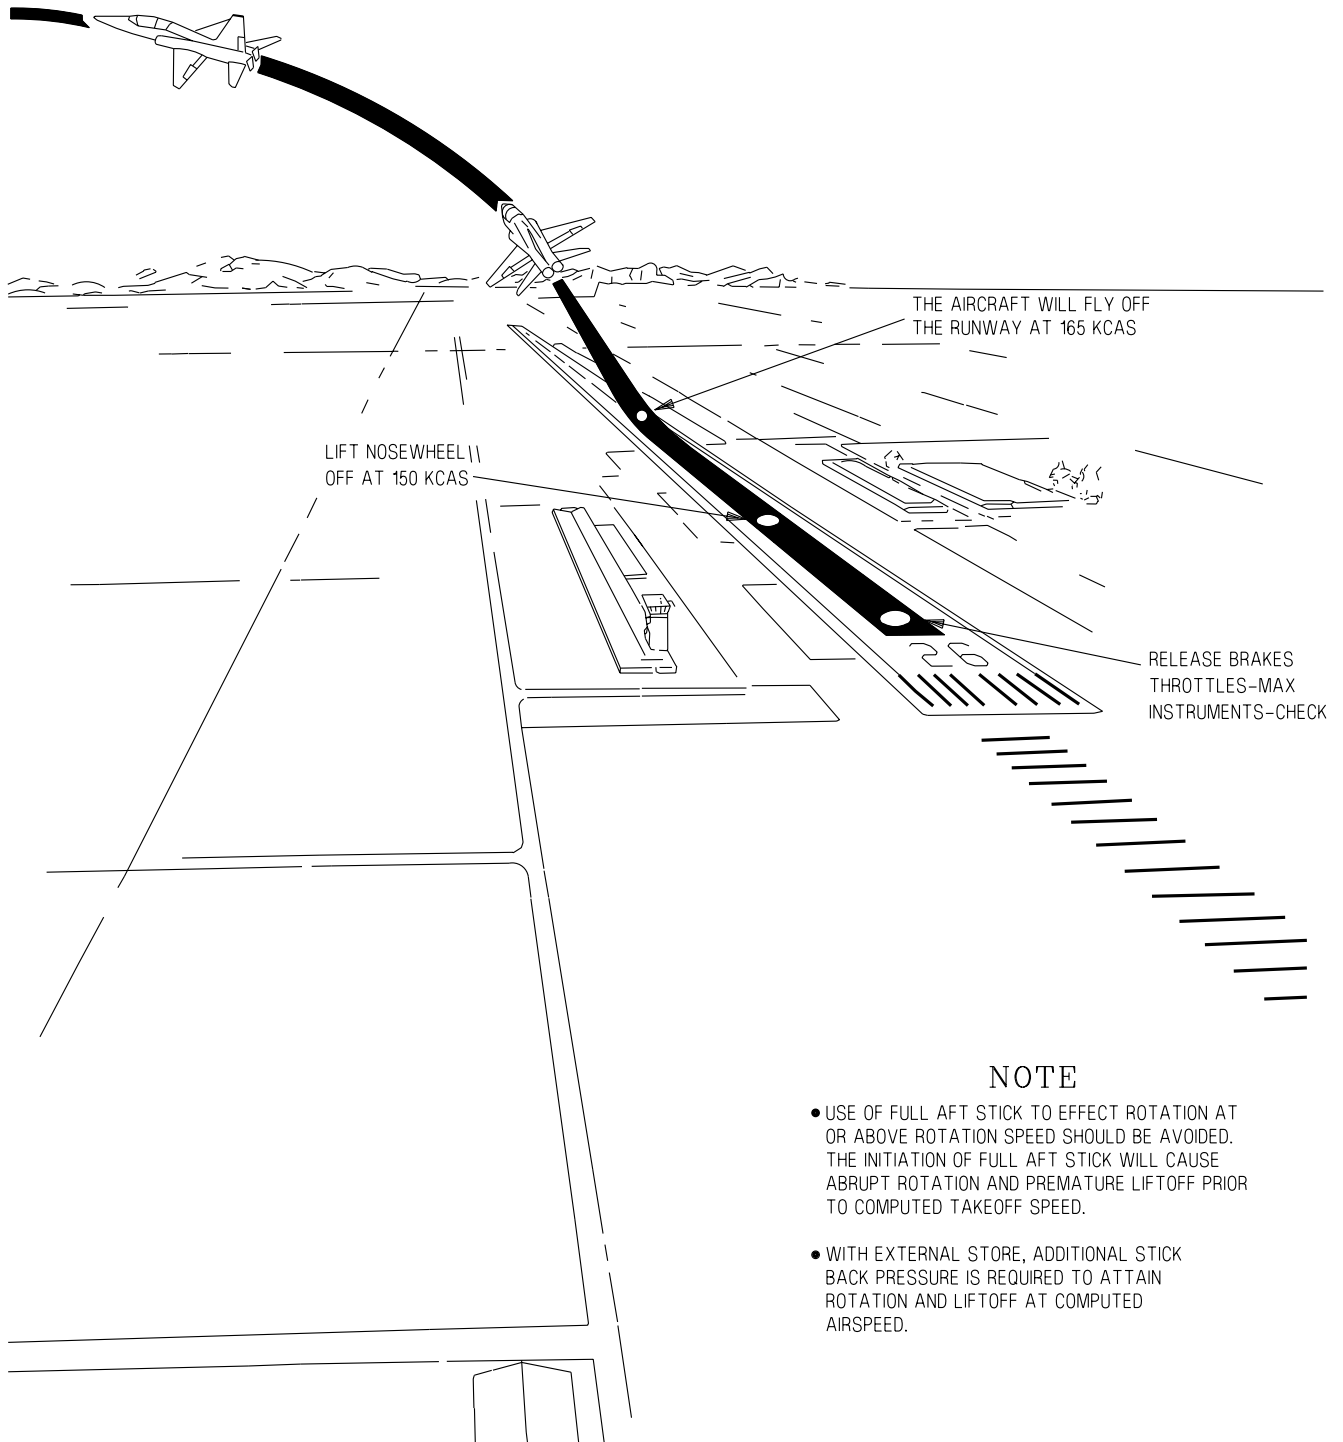 THE AIRCRAFT WILL FLY OFF
THE RUNWAY AT 165 KCAS
LIFT NOSEWHEEL
OFF AT 150 KCAS
26
RELEASE BRAKES
THROTTLES-MAX
INSTRUMENTS-CHECK
NOTE
• USE OF FULL AFT STICK TO EFFECT ROTATION AT
OR ABOVE ROTATION SPEED SHOULD BE AVOIDED.
THE INITIATION OF FULL AFT STICK WILL CAUSE
ABRUPT ROTATION AND PREMATURE LIFTOFF PRIOR
TO COMPUTED TAKEOFF SPEED.
• WITH EXTERNAL STORE, ADDITIONAL STICK
BACK PRESSURE IS REQUIRED TO ATTAIN
ROTATION AND LIFTOFF AT COMPUTED
AIRSPEED.